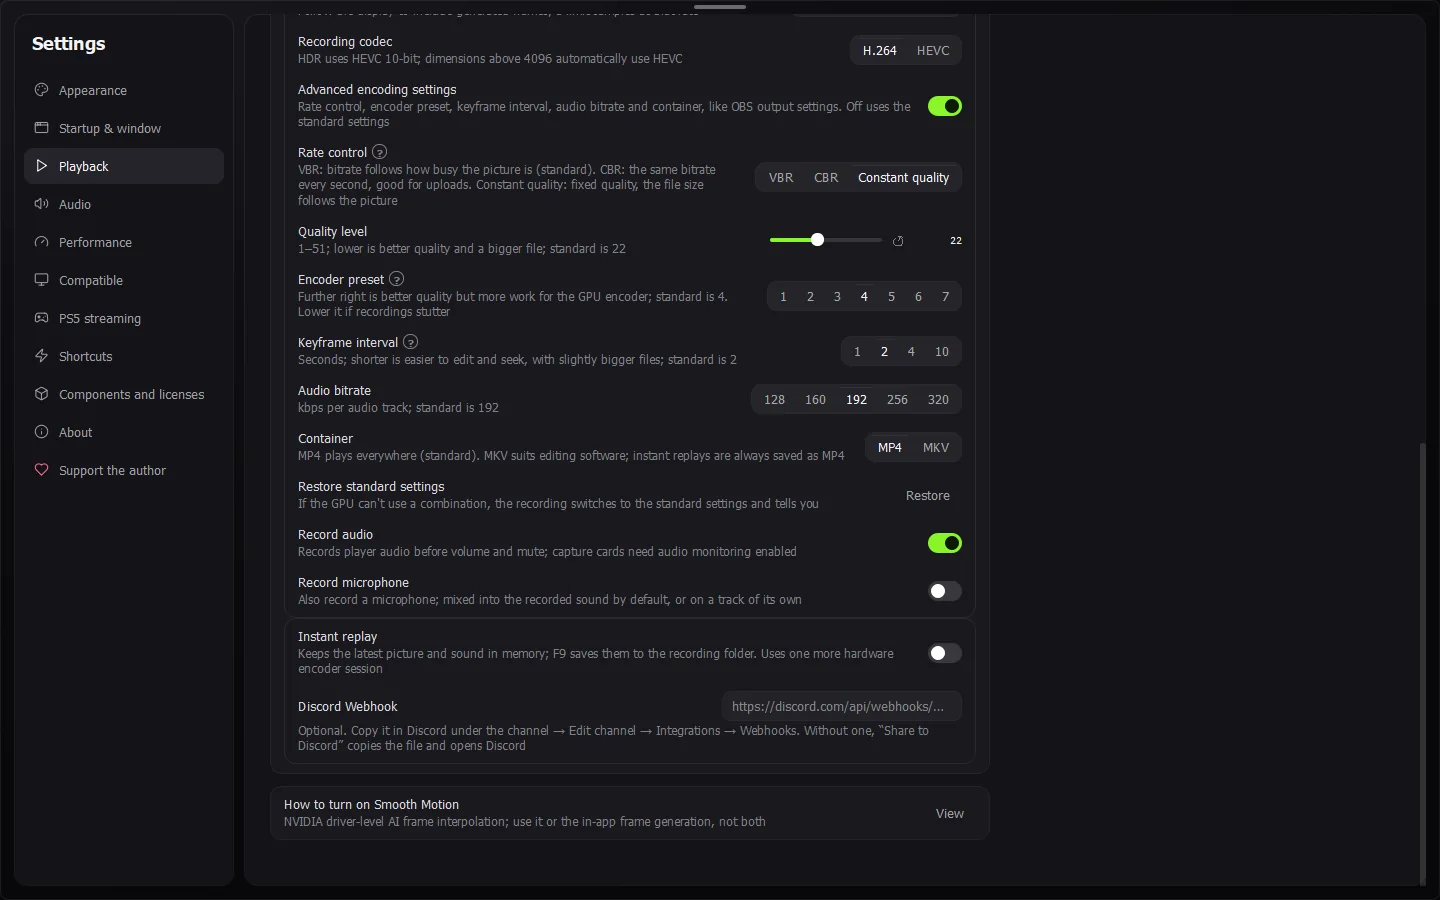 Settings
Appearance
Startup & window
Playback
Audio
Performance
Compatible
PS5 streaming
Shortcuts
Components and licenses
About
Support the author
Recording codec
HDR uses HEVC 10-bit; dimensions above 4096 automatically use HEVC
H.264 HEVC
Advanced encoding settings
Rate control, encoder preset, keyframe interval, audio bitrate and container, like OBS output settings. Off uses the
standard settings
Rate control ?
VBR: bitrate follows how busy the picture is (standard). CBR: the same bitrate
every second, good for uploads. Constant quality: fixed quality, the file size
follows the picture
VBR CBR Constant quality
Quality level
1–51; lower is better quality and a bigger file; standard is 22
22
Encoder preset ?
Further right is better quality but more work for the GPU encoder; standard is 4.
Lower it if recordings stutter
1 2 3 4 5 6 7
Keyframe interval ?
Seconds; shorter is easier to edit and seek, with slightly bigger files; standard is 2
1 2 4 10
Audio bitrate
kbps per audio track; standard is 192
128 160 192 256 320
Container
MP4 plays everywhere (standard). MKV suits editing software; instant replays are always saved as MP4
MP4 MKV
Restore standard settings
If the GPU can't use a combination, the recording switches to the standard settings and tells you
Restore
Record audio
Records player audio before volume and mute; capture cards need audio monitoring enabled
Record microphone
Also record a microphone; mixed into the recorded sound by default, or on a track of its own
Instant replay
Keeps the latest picture and sound in memory; F9 saves them to the recording folder. Uses one more hardware
encoder session
Discord Webhook
https://discord.com/api/webhooks/...
Optional. Copy it in Discord under the channel → Edit channel → Integrations → Webhooks. Without one, “Share to
Discord” copies the file and opens Discord
How to turn on Smooth Motion
NVIDIA driver-level AI frame interpolation; use it or the in-app frame generation, not both
View